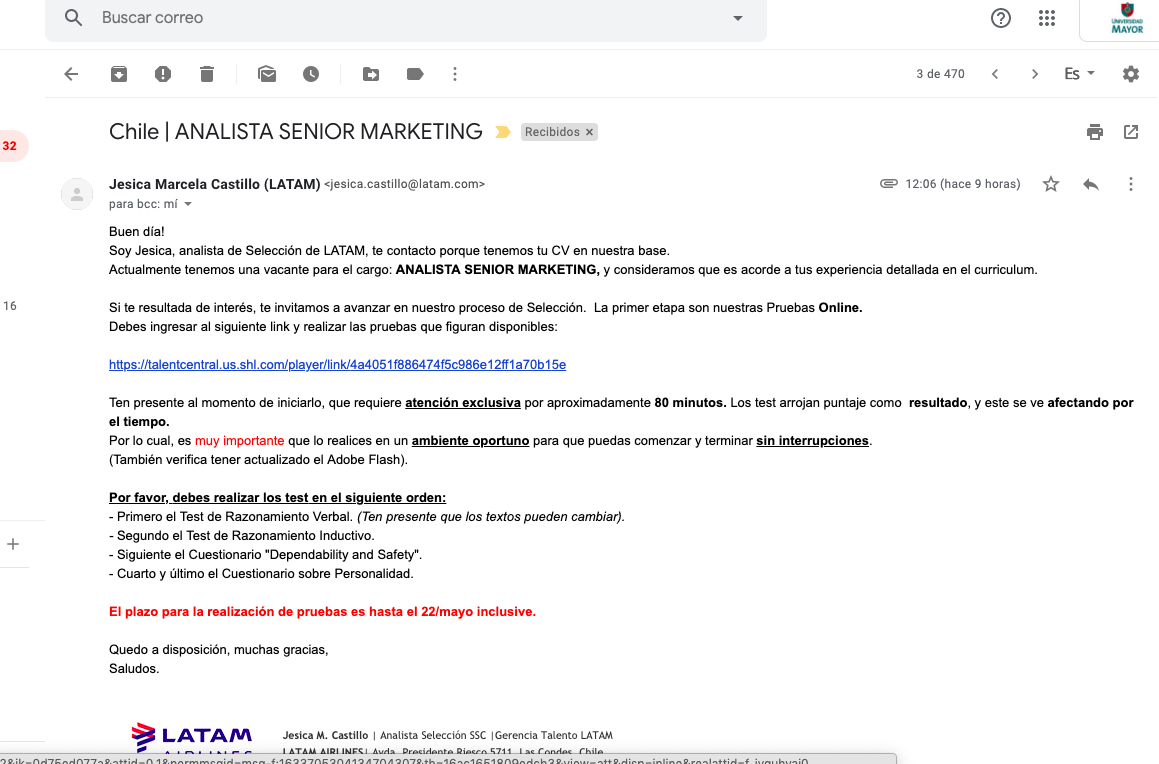 Buscar correo
UNIVERSIDAD
MAYOR
3 de 470
Es
Chile | ANALISTA SENIOR MARKETING
Recibidos ×
32
Jesica Marcela Castillo (LATAM) <jesica.castillo@latam.com>
12:06 (hace 9 horas)
para bcc: mí
Buen día!
Soy Jesica, analista de Selección de LATAM, te contacto porque tenemos tu CV en nuestra base.
Actualmente tenemos una vacante para el cargo: ANALISTA SENIOR MARKETING, y consideramos que es acorde a tus experiencia detallada en el curriculum.
16
Si te resultada de interés, te invitamos a avanzar en nuestro proceso de Selección. La primer etapa son nuestras Pruebas Online.
Debes ingresar al siguiente link y realizar las pruebas que figuran disponibles:
https://talentcentral.us.shl.com/player/link/4a4051f886474f5c986e12ff1a70b15e
Ten presente al momento de iniciarlo, que requiere atención exclusiva por aproximadamente 80 minutos. Los test arrojan puntaje como resultado, y este se ve afectando por
el tiempo.
Por lo cual, es muy importante que lo realices en un ambiente oportuno para que puedas comenzar y terminar sin interrupciones.
(También verifica tener actualizado el Adobe Flash).
Por favor, debes realizar los test en el siguiente orden:
- Primero el Test de Razonamiento Verbal. (Ten presente que los textos pueden cambiar).
- Segundo el Test de Razonamiento Inductivo.
- Siguiente el Cuestionario "Dependability and Safety".
- Cuarto y último el Cuestionario sobre Personalidad.
El plazo para la realización de pruebas es hasta el 22/mayo inclusive.
Quedo a disposición, muchas gracias,
Saludos.
LATAM
AIRLINES
Jesica M. Castillo | Analista Selección SSC |Gerencia Talento LATAM
LATAM AIRLINES| Avda. Presidente Riesco 5711, Las Condes, Chile